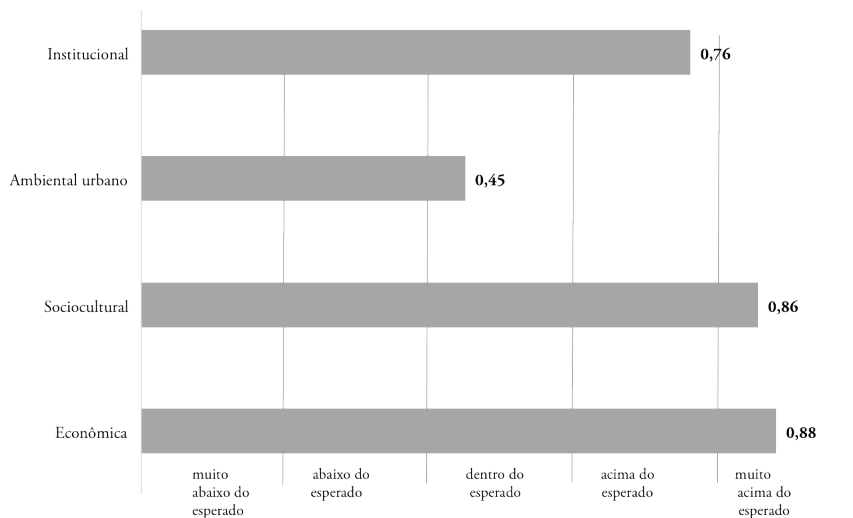 Institucional
0,76
Ambiental urbano
0,45
Sociocultural
0,86
Econômica
0,88
muito
abaixo do
esperado
abaixo do
esperado
dentro do
esperado
acima do
esperado
muito
acima do
esperado